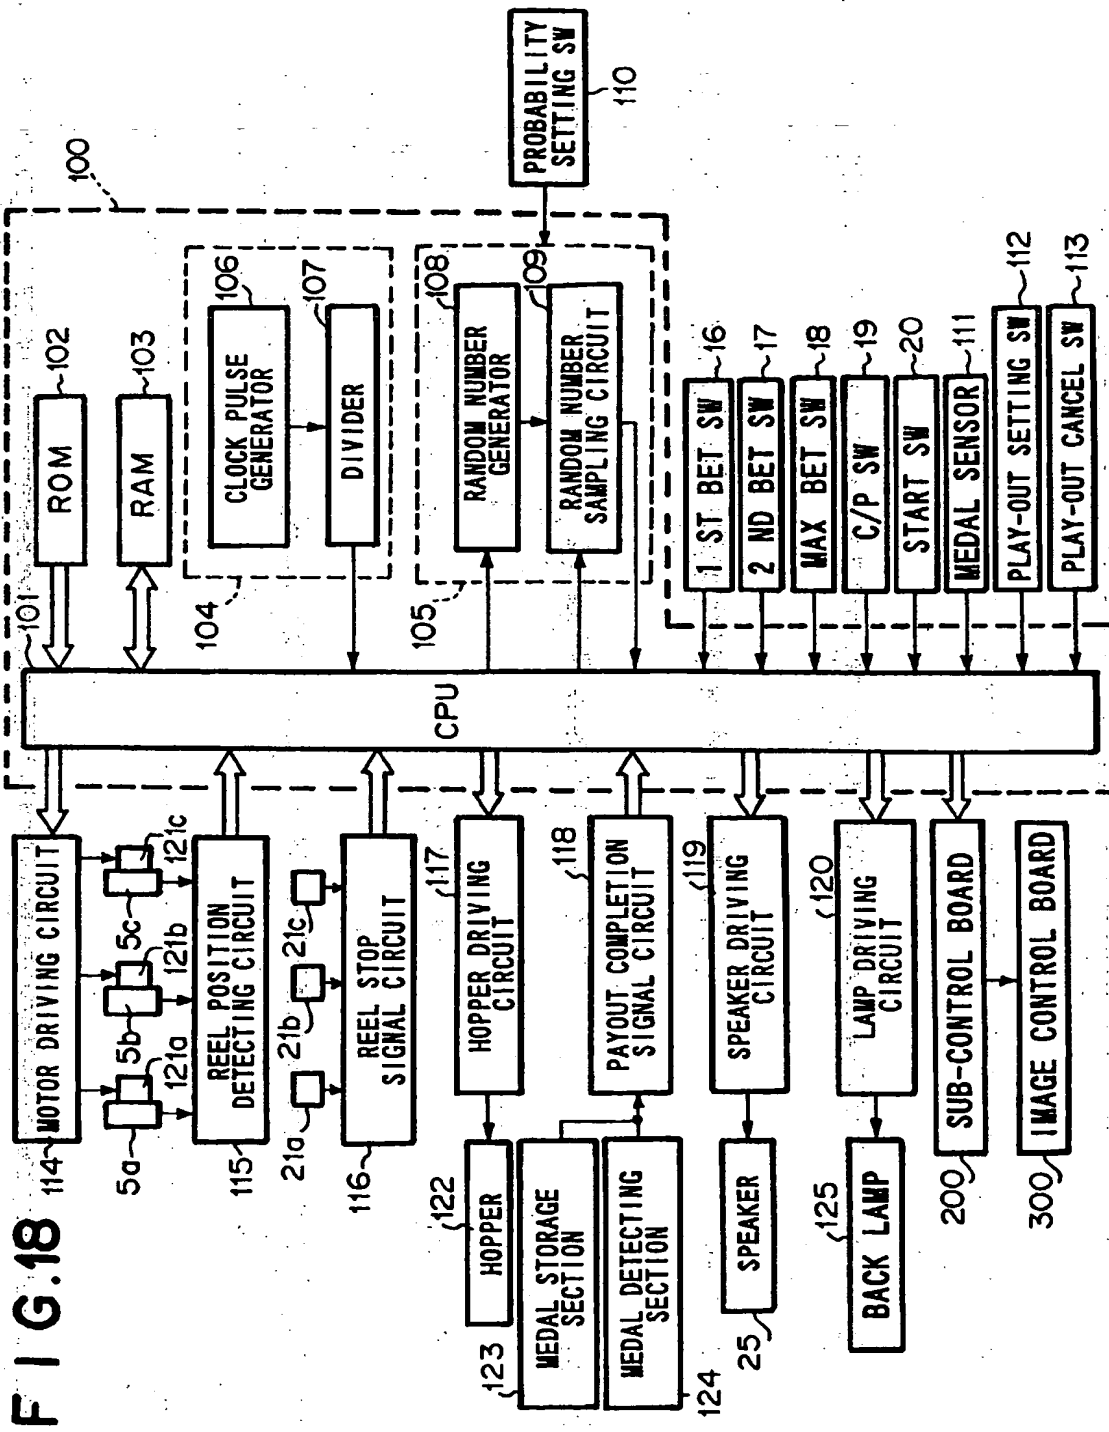 FIG.18
100
101
ROM
102
RAM
103
104
CLOCK PULSE
GENERATOR
106
DIVIDER
107
105
RANDOM NUMBER
GENERATOR
108
RANDOM NUMBER
SAMPLING CIRCUIT
109
PROBABILITY
SETTING SW
110
CPU
1 ST BET SW
16
2 ND BET SW
17
MAX BET SW
18
C/P SW
19
START SW
20
MEDAL SENSOR
111
PLAY-OUT SETTING SW
112
PLAY-OUT CANCEL SW
113
MOTOR DRIVING CIRCUIT
114
5a
121a
5b
121b
5c
121c
REEL POSITION
DETECTING CIRCUIT
115
21a
21b
21c
REEL STOP
SIGNAL CIRCUIT
116
HOPPER DRIVING
CIRCUIT
117
HOPPER
122
PAYOUT COMPLETION
SIGNAL CIRCUIT
118
MEDAL STORAGE
SECTION
123
MEDAL DETECTING
SECTION
124
SPEAKER DRIVING
CIRCUIT
119
SPEAKER
25
LAMP DRIVING
CIRCUIT
120
BACK LAMP
125
SUB-CONTROL BOARD
200
IMAGE CONTROL BOARD
300